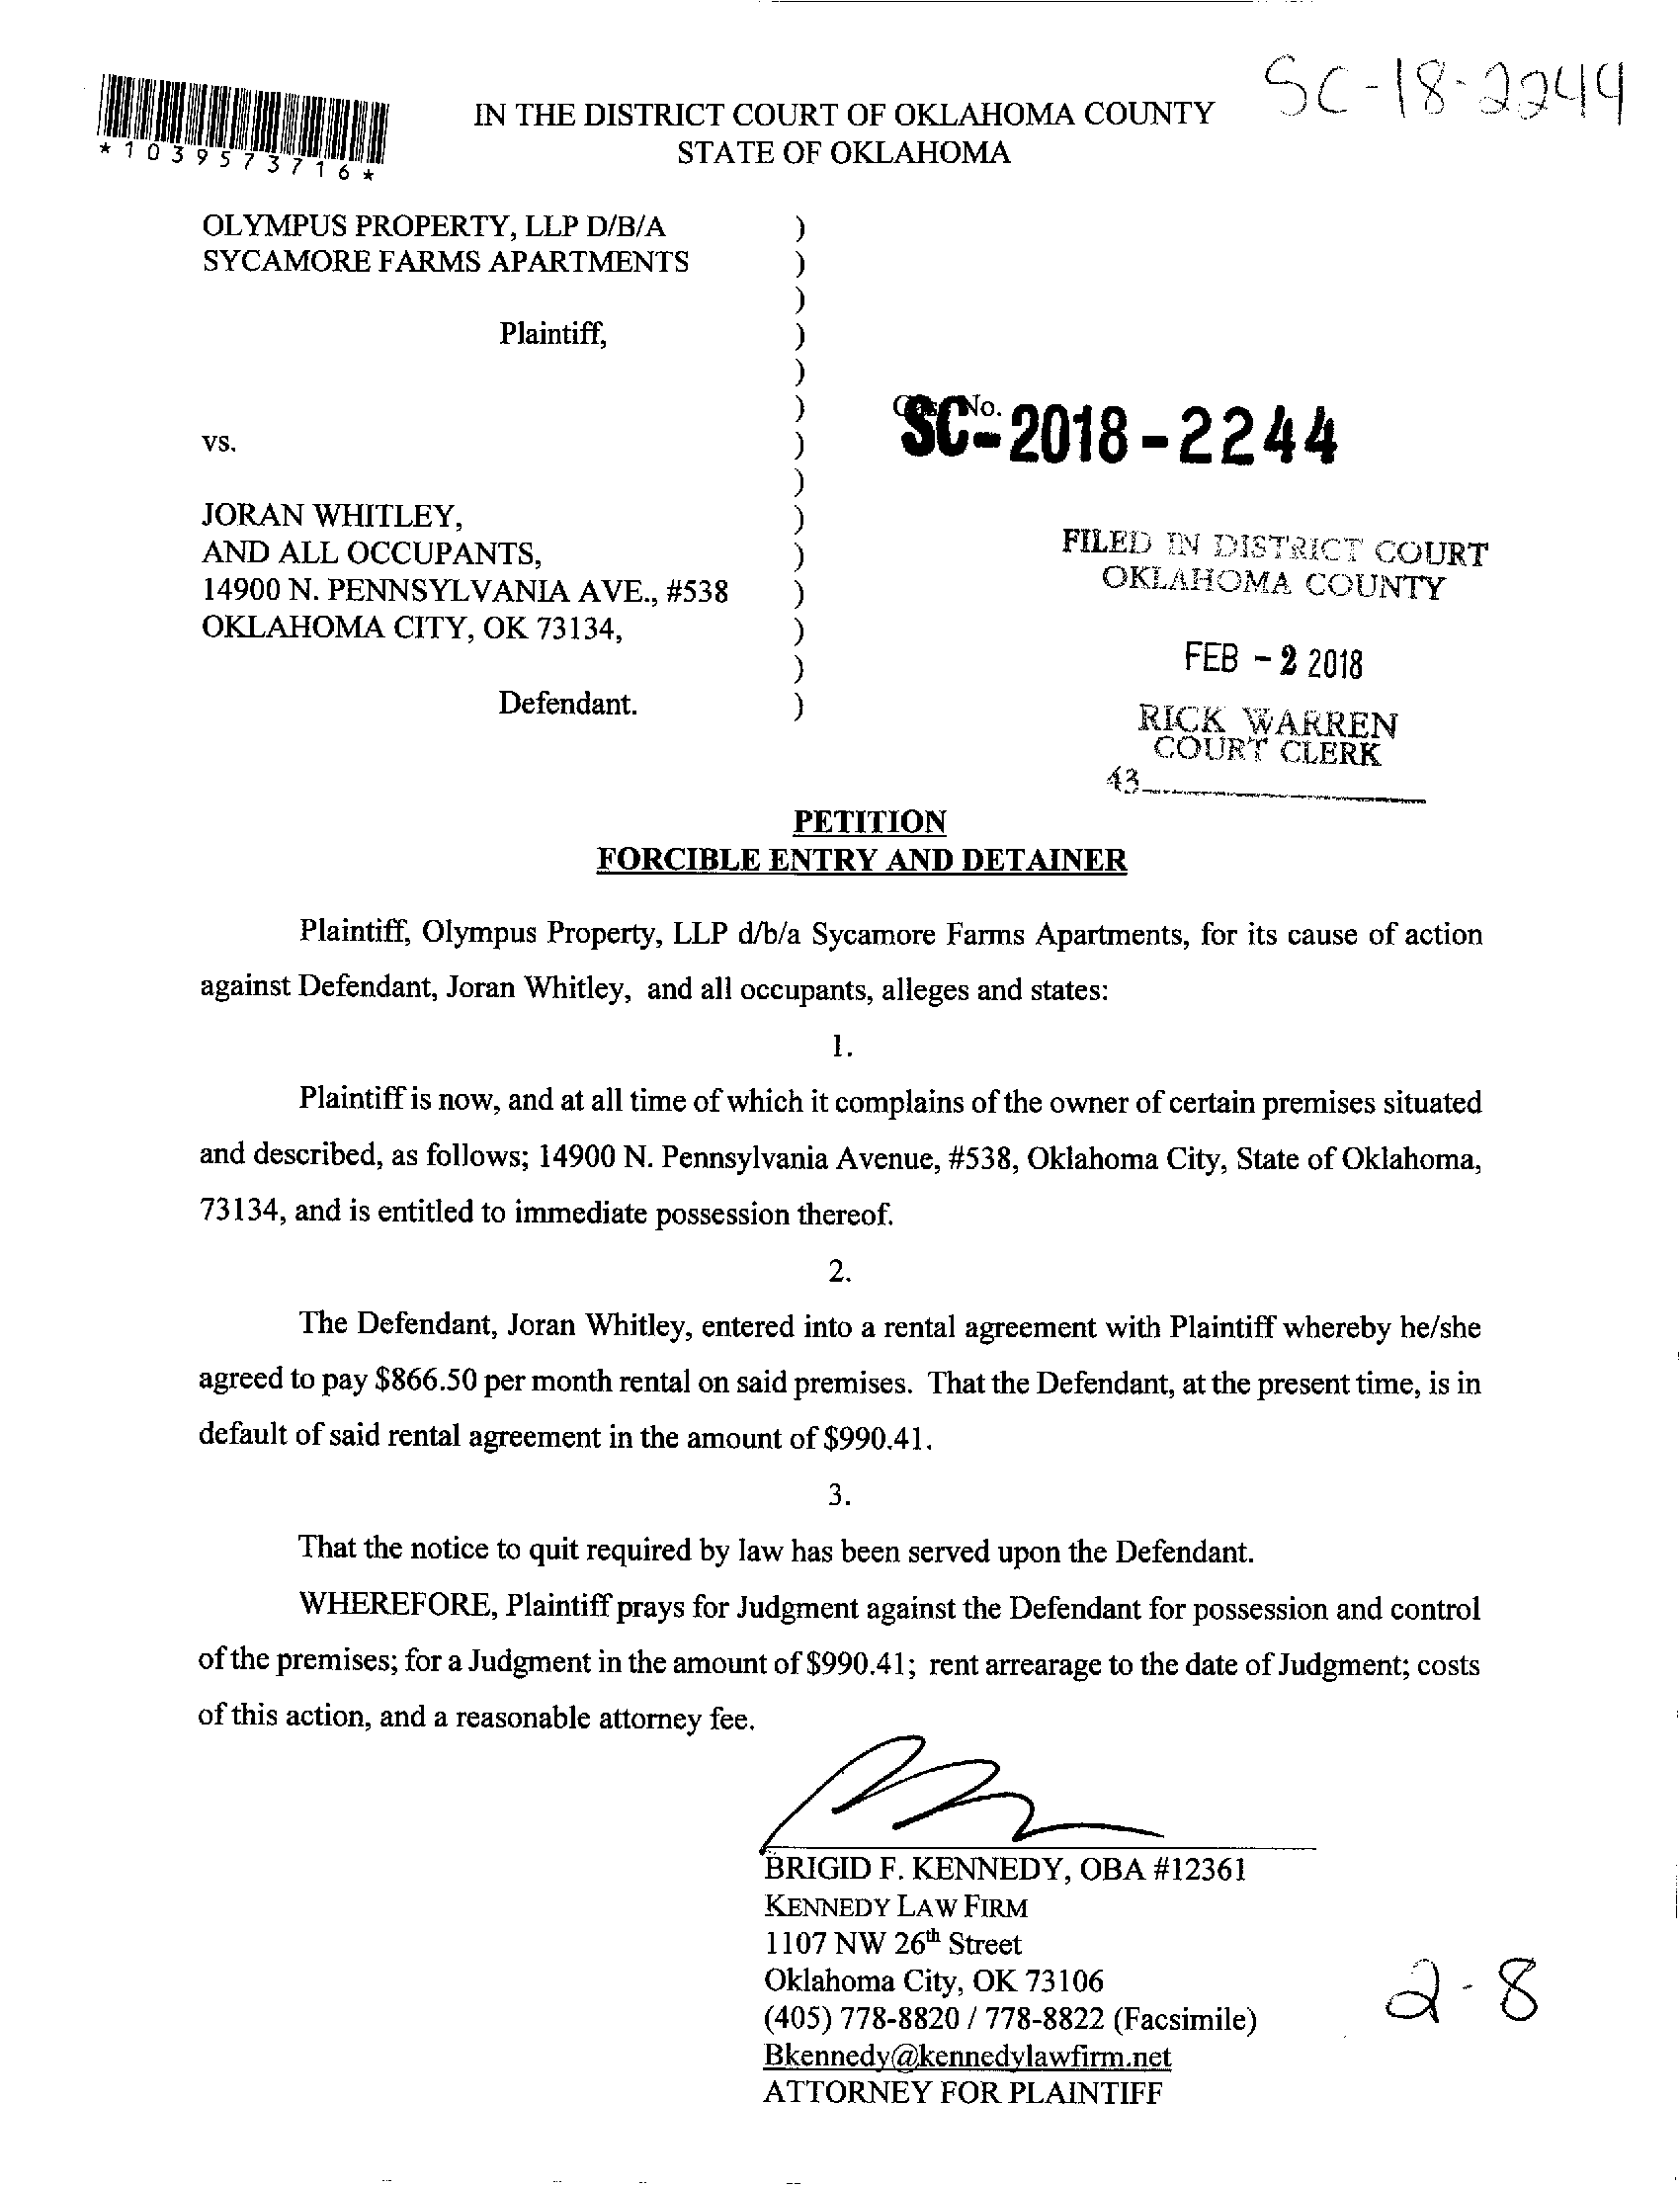 SC-18-2244
*1039573716*
IN THE DISTRICT COURT OF OKLAHOMA COUNTY
STATE OF OKLAHOMA
OLYMPUS PROPERTY, LLP D/B/A )
SYCAMORE FARMS APARTMENTS )
)
Plaintiff, )
)
)
vs. )
)
JORAN WHITLEY, )
AND ALL OCCUPANTS, )
14900 N. PENNSYLVANIA AVE., #538 )
OKLAHOMA CITY, OK 73134, )
)
Defendant. )
No.
SC-2018-2244
FILED IN DISTRICT COURT
OKLAHOMA COUNTY
FEB - 2 2018
RICK WARREN
COURT CLERK
43
PETITION
FORCIBLE ENTRY AND DETAINER
Plaintiff, Olympus Property, LLP d/b/a Sycamore Farms Apartments, for its cause of action
against Defendant, Joran Whitley, and all occupants, alleges and states:
1.
Plaintiff is now, and at all time of which it complains of the owner of certain premises situated
and described, as follows; 14900 N. Pennsylvania Avenue, #538, Oklahoma City, State of Oklahoma,
73134, and is entitled to immediate possession thereof.
2.
The Defendant, Joran Whitley, entered into a rental agreement with Plaintiff whereby he/she
agreed to pay $866.50 per month rental on said premises. That the Defendant, at the present time, is in
default of said rental agreement in the amount of $990.41.
3.
That the notice to quit required by law has been served upon the Defendant.
WHEREFORE, Plaintiff prays for Judgment against the Defendant for possession and control
of the premises; for a Judgment in the amount of $990.41; rent arrearage to the date of Judgment; costs
of this action, and a reasonable attorney fee.
BRIGID F. KENNEDY, OBA #12361
KENNEDY LAW FIRM
1107 NW 26th Street
Oklahoma City, OK 73106
(405) 778-8820 / 778-8822 (Facsimile)
Bkennedy@kennedylawfirm.net
ATTORNEY FOR PLAINTIFF
2-8